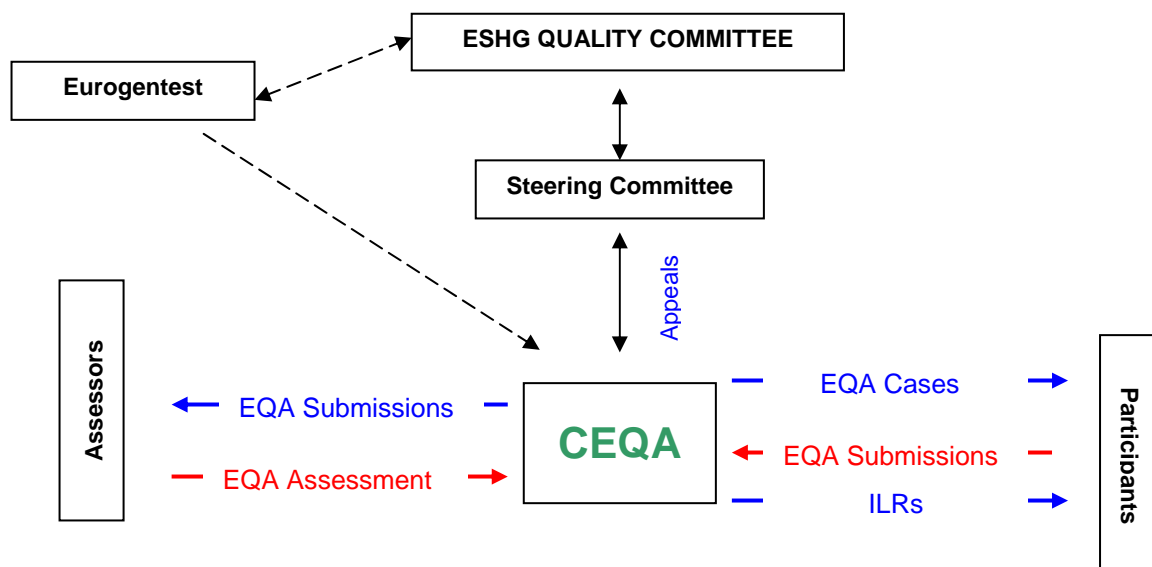 ESHG QUALITY COMMITTEE
Eurogentest
Steering Committee
Appeals
Assessors
EQA Submissions
EQA Assessment
CEQA
EQA Cases
EQA Submissions
ILRs
Participants